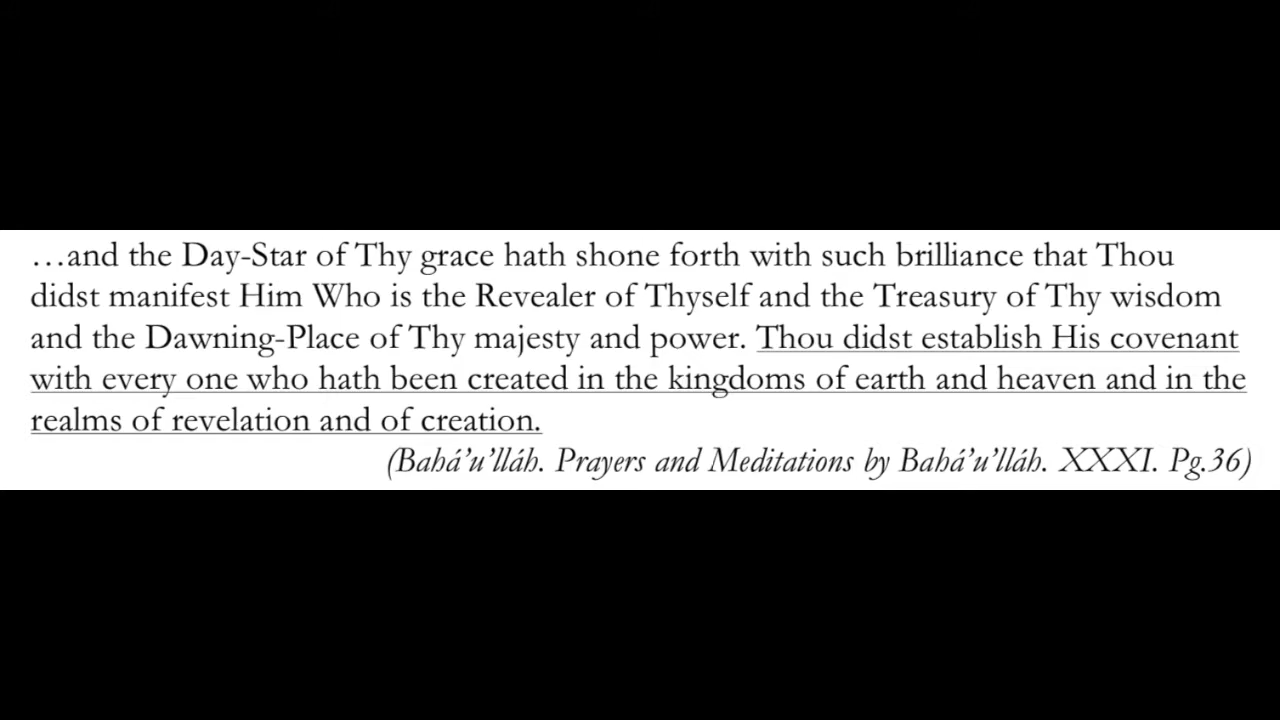 …and the Day-Star of Thy grace hath shone forth with such brilliance that Thou
didst manifest Him Who is the Revealer of Thyself and the Treasury of Thy wisdom
and the Dawning-Place of Thy majesty and power. Thou didst establish His covenant
with every one who hath been created in the kingdoms of earth and heaven and in the
realms of revelation and of creation.
(Bahá’u’lláh. Prayers and Meditations by Bahá’u’lláh. XXXI. Pg.36)